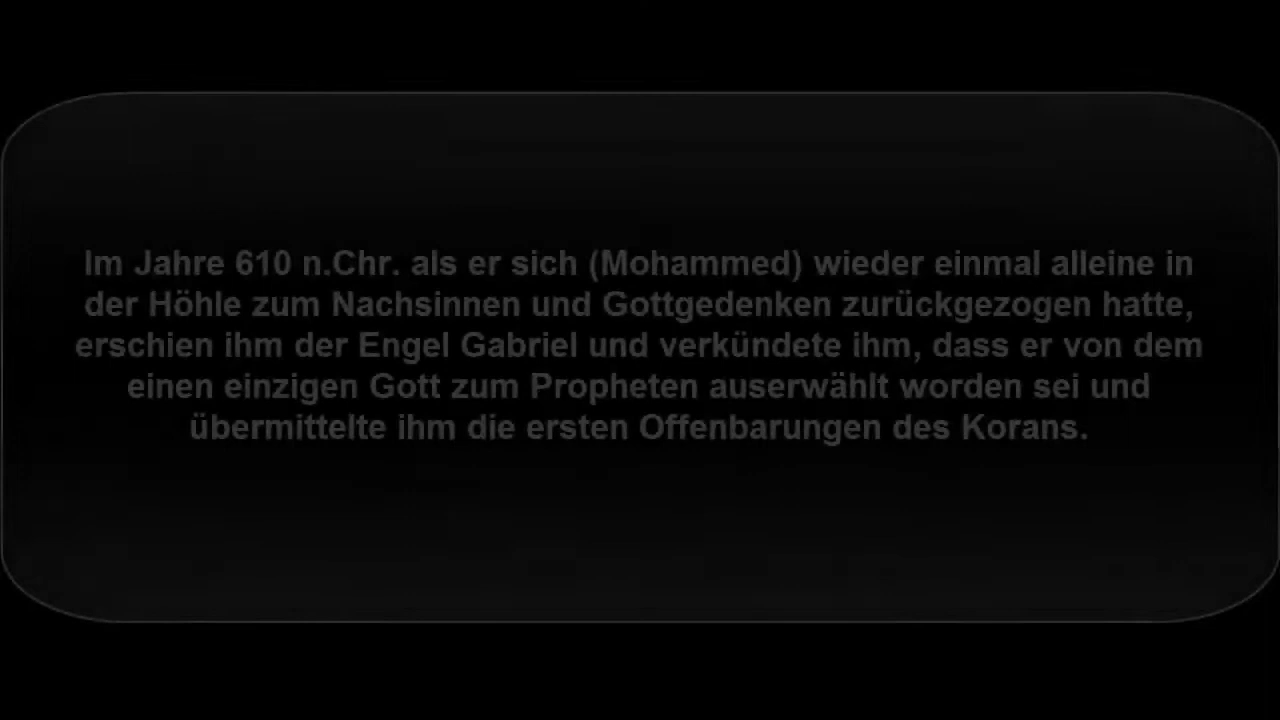 Im Jahre 610 n.Chr. als er sich (Mohammed) wieder einmal alleine in
der Höhle zum Nachsinnen und Gottgedenken zurückgezogen hatte,
erschien ihm der Engel Gabriel und verkündete ihm, dass er von dem
einen einzigen Gott zum Propheten auserwählt worden sei und
übermittelte ihm die ersten Offenbarungen des Korans.